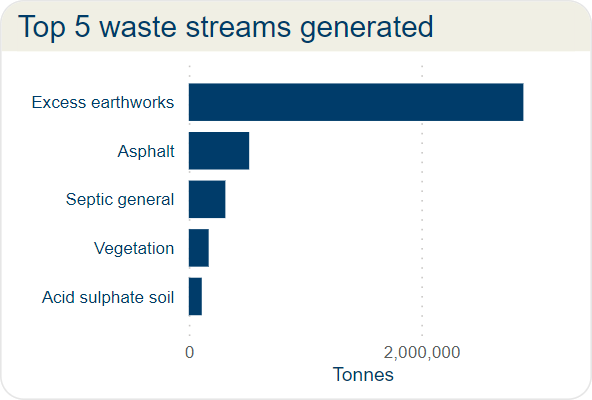 Top 5 waste streams generated
Excess earthworks
Asphalt
Septic general
Vegetation
Acid sulphate soil
0 2,000,000
Tonnes